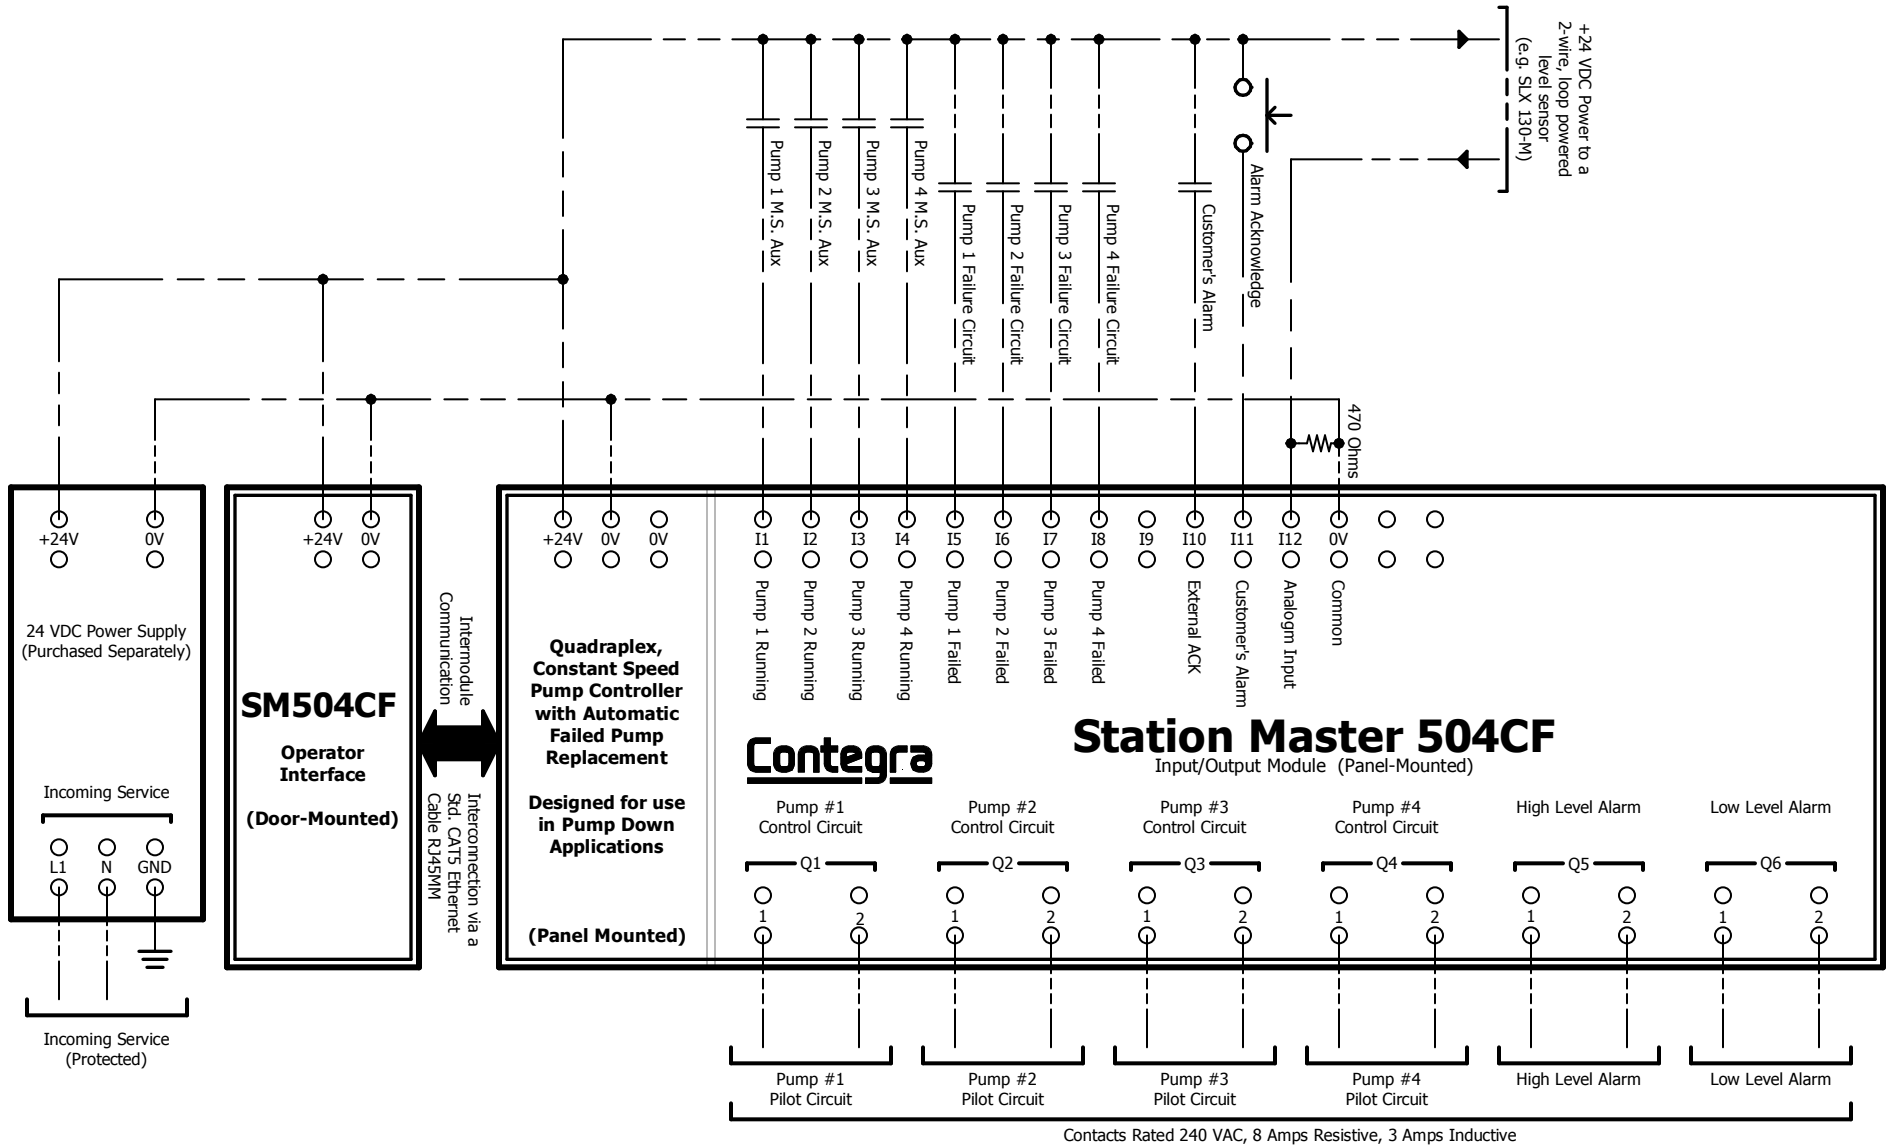 +24 VDC Power to a
2-wire, loop powered
level sensor
(e.g. SLX 130-M)
Pump 1 M.S. Aux
Pump 2 M.S. Aux
Pump 3 M.S. Aux
Pump 4 M.S. Aux
Pump 1 Failure Circuit
Pump 2 Failure Circuit
Pump 3 Failure Circuit
Pump 4 Failure Circuit
Customer's Alarm
Alarm Acknowledge
470 Ohms
+24V 0V
24 VDC Power Supply
(Purchased Separately)
Incoming Service
L1 N GND
Incoming Service
(Protected)
+24V 0V
SM504CF
Operator
Interface
(Door-Mounted)
Intermodule
Communication
Interconnection via a
Std. CAT5 Ethernet
Cable RJ45MM
+24V 0V 0V
Quadraplex,
Constant Speed
Pump Controller
with Automatic
Failed Pump
Replacement
Designed for use
in Pump Down
Applications
(Panel Mounted)
I1 I2 I3 I4 I5 I6 I7 I8 I9 I10 I11 I12 0V
Pump 1 Running
Pump 2 Running
Pump 3 Running
Pump 4 Running
Pump 1 Failed
Pump 2 Failed
Pump 3 Failed
Pump 4 Failed
External ACK
Customer's Alarm
Analogm Input
Common
Contegra
Station Master 504CF
Input/Output Module (Panel-Mounted)
Pump #1
Control Circuit
Pump #2
Control Circuit
Pump #3
Control Circuit
Pump #4
Control Circuit
High Level Alarm
Low Level Alarm
Q1 Q2 Q3 Q4 Q5 Q6
1 2 1 2 1 2 1 2 1 2 1 2
Pump #1
Pilot Circuit
Pump #2
Pilot Circuit
Pump #3
Pilot Circuit
Pump #4
Pilot Circuit
High Level Alarm
Low Level Alarm
Contacts Rated 240 VAC, 8 Amps Resistive, 3 Amps Inductive